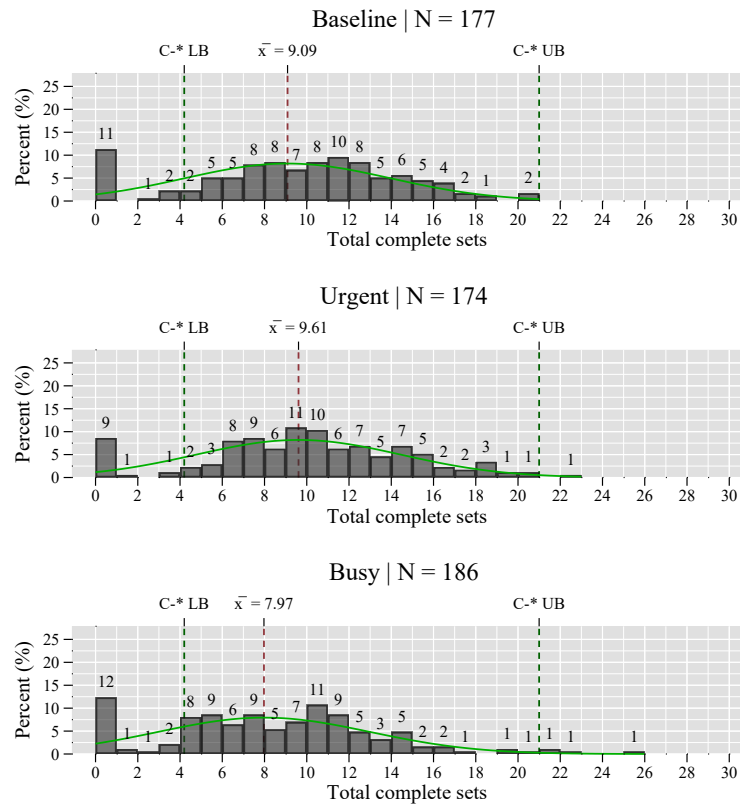 Baseline | N = 177
C-* LB x̄ = 9.09 C-* UB
Percent (%)
25
20
15
10
5
0
11 1 2 2 5 5 8 8 7 8 10 8 5 6 5 4 2 1 2
0 2 4 6 8 10 12 14 16 18 20 22 24 26 28 30
Total complete sets
Urgent | N = 174
C-* LB x̄ = 9.61 C-* UB
Percent (%)
25
20
15
10
5
0
9 1 1 2 3 8 9 6 11 10 6 7 5 7 5 2 2 3 1 1 1
0 2 4 6 8 10 12 14 16 18 20 22 24 26 28 30
Total complete sets
Busy | N = 186
C-* LB x̄ = 7.97 C-* UB
Percent (%)
25
20
15
10
5
0
12 1 1 2 8 9 6 9 5 7 11 9 5 3 5 2 2 1 1 1 1 1 1
0 2 4 6 8 10 12 14 16 18 20 22 24 26 28 30
Total complete sets